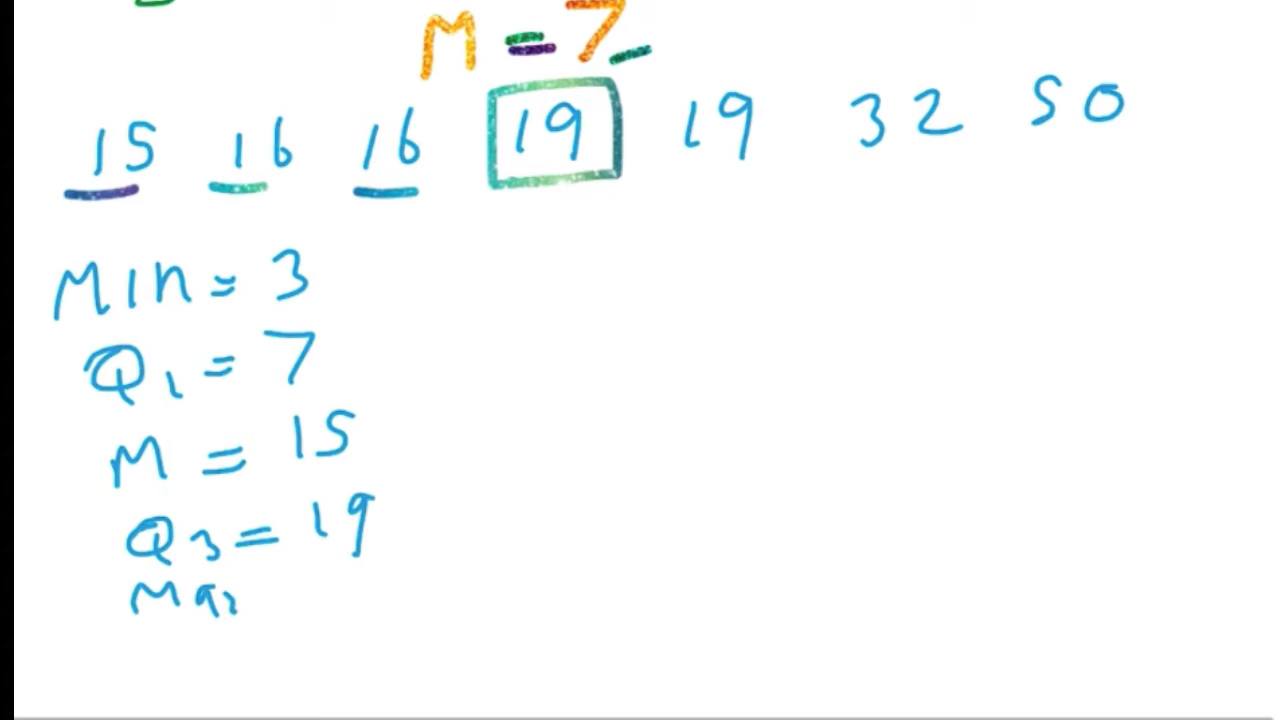 M = 7
15 16 16 19 19 32 50
MIn = 3
Q1 = 7
M = 15
Q3 = 19